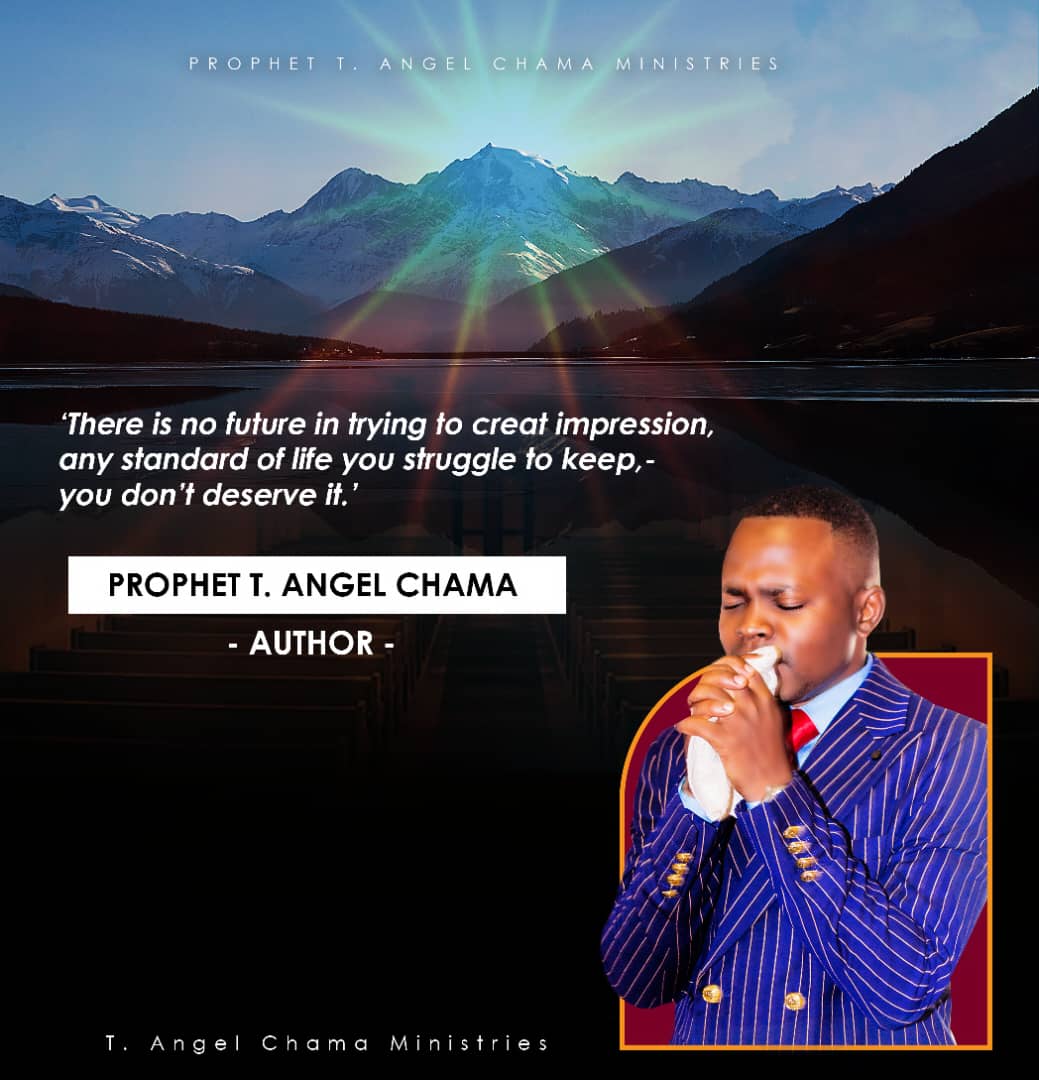 PROPHET T. ANGEL CHAMA MINISTRIES
‘There is no future in trying to creat impression,
any standard of life you struggle to keep,-
you don’t deserve it.’
PROPHET T. ANGEL CHAMA
- AUTHOR -
T. Angel Chama Ministries